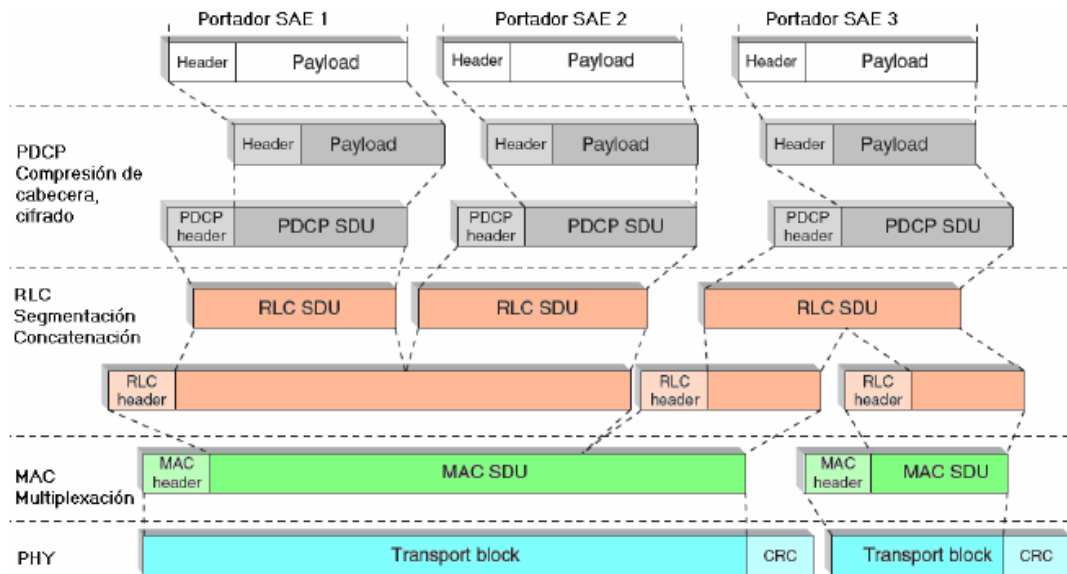 Portador SAE 1 Portador SAE 2 Portador SAE 3
Header Payload Header Payload Header Payload
PDCP
Compresión de
cabecera,
cifrado
Header Payload Header Payload Header Payload
PDCP header PDCP SDU PDCP header PDCP SDU PDCP header PDCP SDU
RLC
Segmentación
Concatenación
RLC SDU RLC SDU RLC SDU
RLC header RLC header RLC header
MAC
Multiplexación
MAC header MAC SDU MAC header MAC SDU
PHY
Transport block CRC Transport block CRC